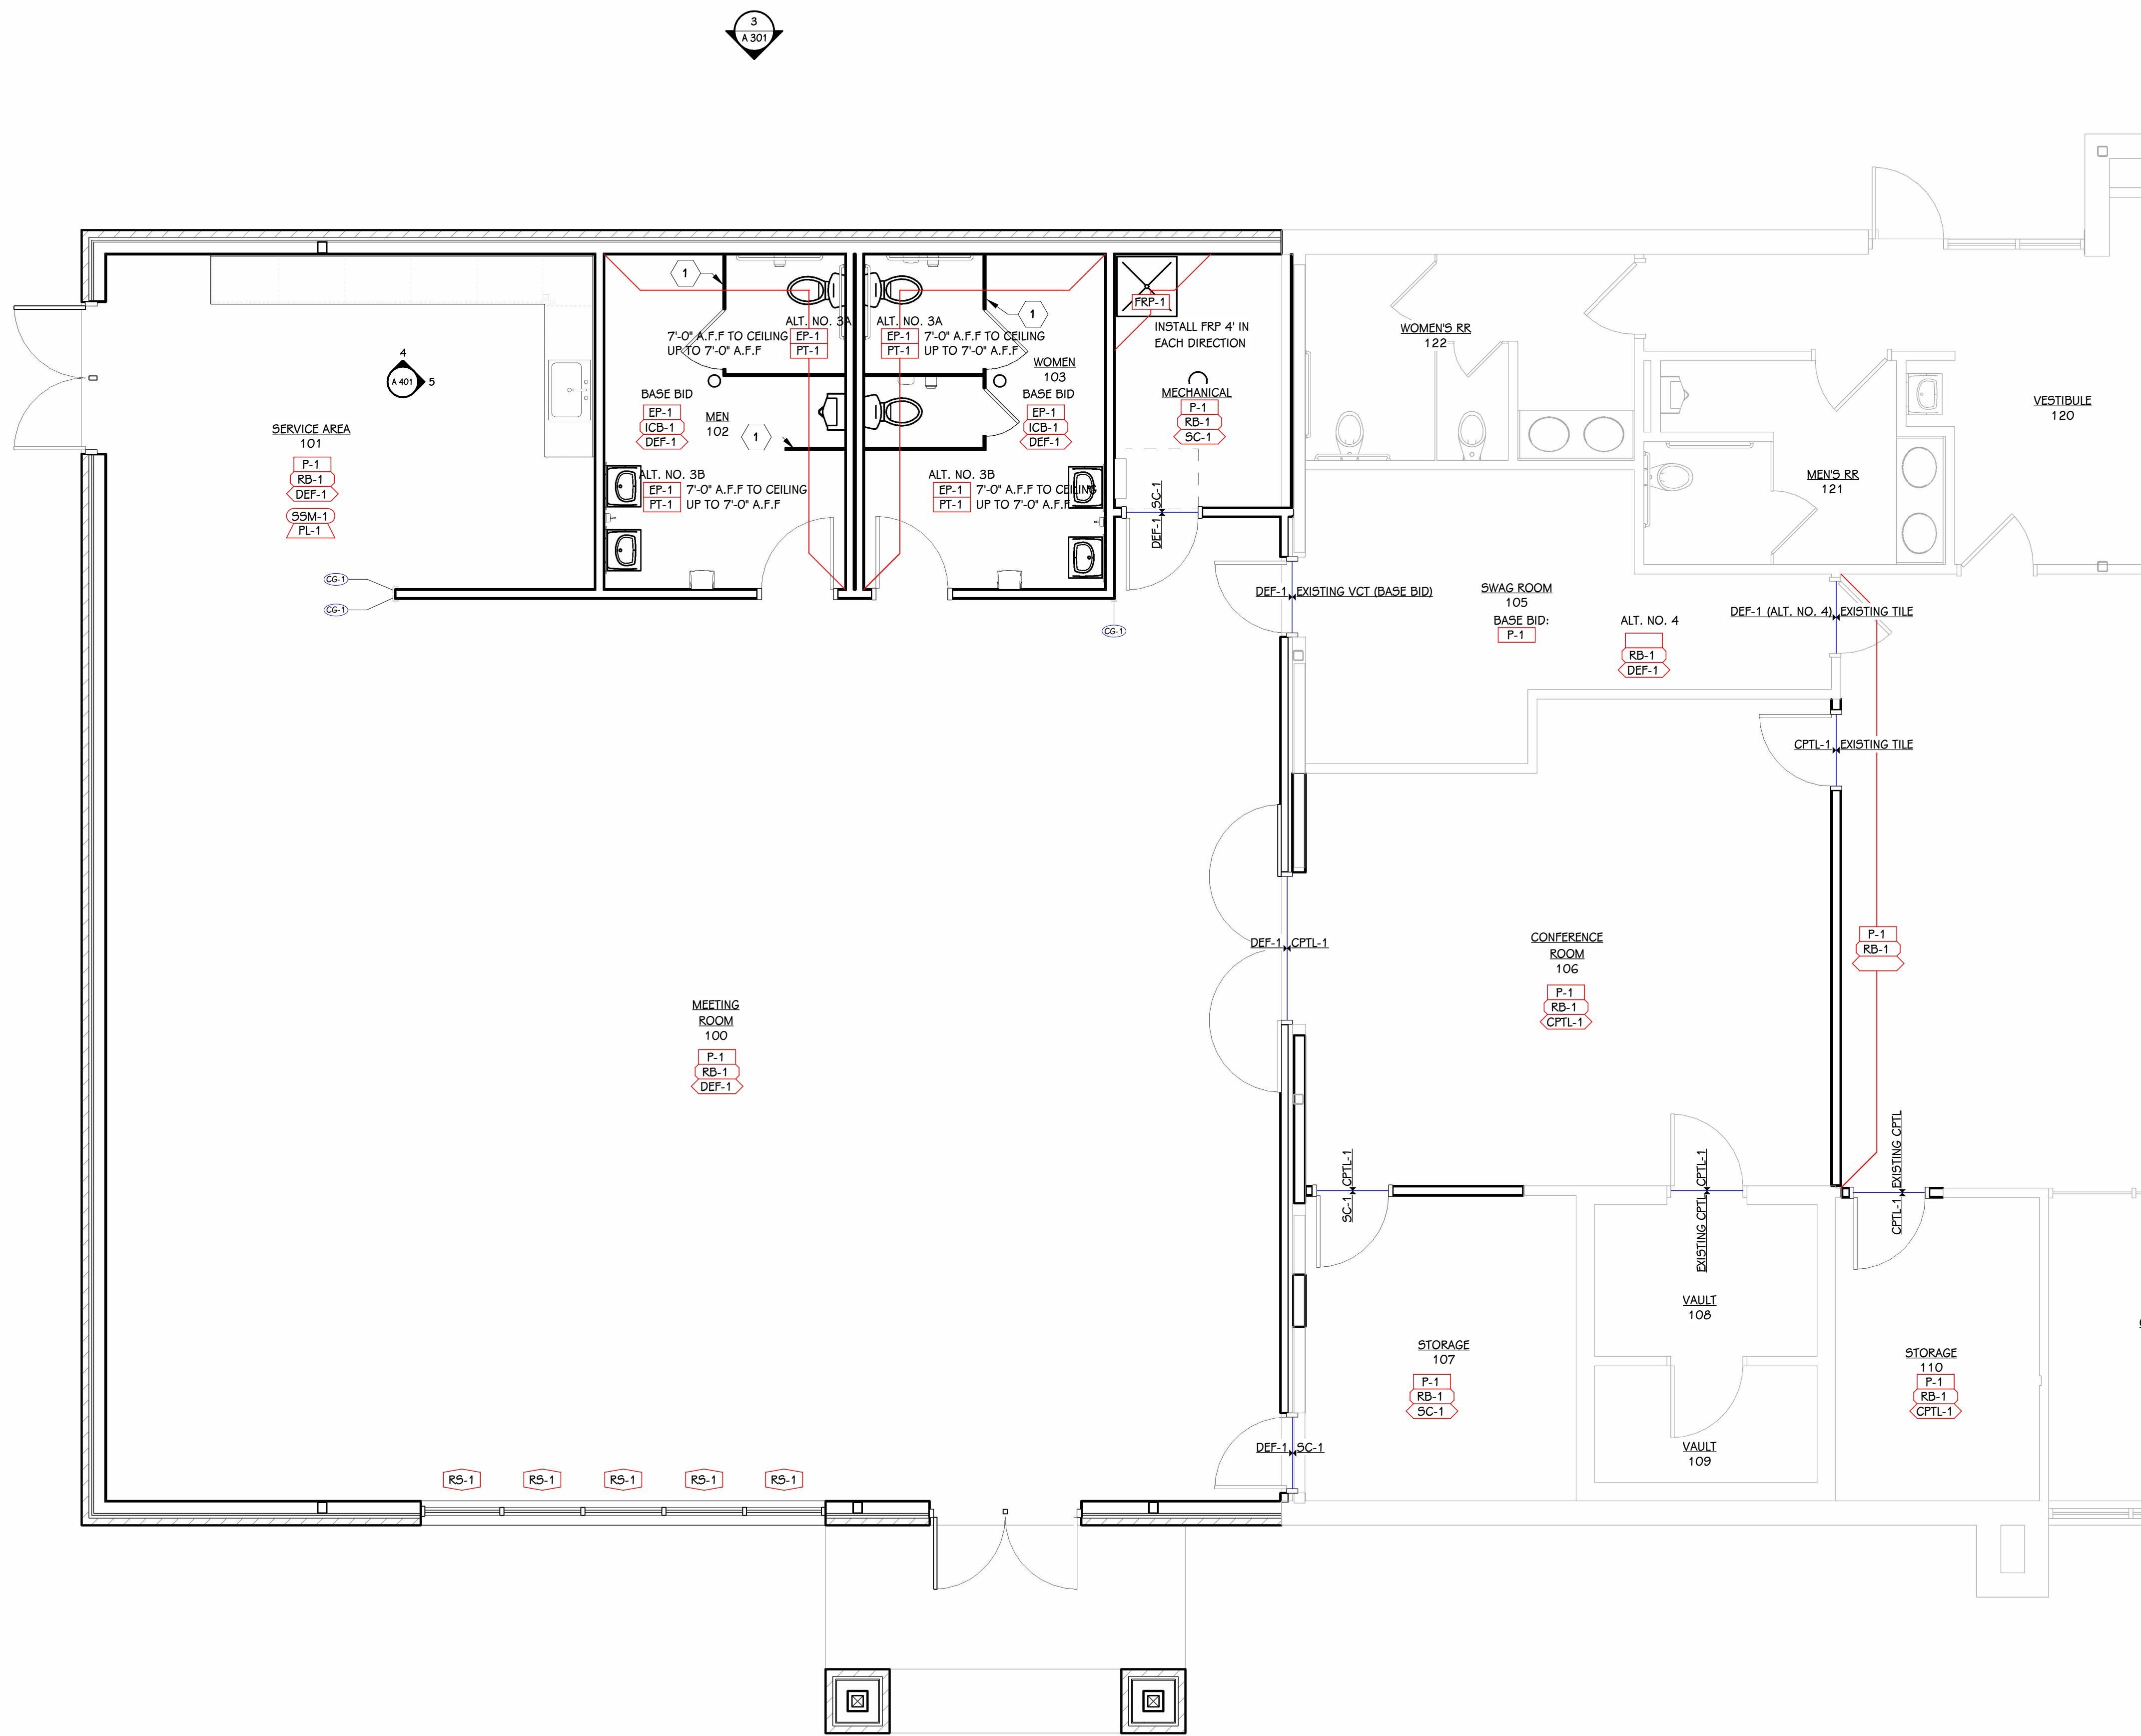 3
A 301
1
ALT. NO. 3A
7'-0" A.F.F TO CEILING
EP-1
UP TO 7'-0" A.F.F
PT-1
ALT. NO. 3A
EP-1
7'-0" A.F.F TO CEILING
PT-1
UP TO 7'-0" A.F.F
1
FRP-1
INSTALL FRP 4' IN
EACH DIRECTION
WOMEN'S RR
122
4
A 401
5
SERVICE AREA
101
P-1
RB-1
DEF-1
SSM-1
PL-1
BASE BID
EP-1
ICB-1
DEF-1
MEN
102
1
WOMEN
103
BASE BID
EP-1
ICB-1
DEF-1
MECHANICAL
P-1
RB-1
SC-1
VESTIBULE
120
MEN'S RR
121
ALT. NO. 3B
EP-1
7'-0" A.F.F TO CEILING
PT-1
UP TO 7'-0" A.F.F
ALT. NO. 3B
EP-1
7'-0" A.F.F TO CEILING
PT-1
UP TO 7'-0" A.F.F
DEF-1
SC-1
CG-1
CG-1
CG-1
DEF-1
EXISTING VCT (BASE BID)
SWAG ROOM
105
BASE BID:
P-1
ALT. NO. 4
RB-1
DEF-1
DEF-1 (ALT. NO. 4)
EXISTING TILE
CPTL-1
EXISTING TILE
DEF-1
CPTL-1
CONFERENCE
ROOM
106
P-1
RB-1
CPTL-1
P-1
RB-1
MEETING
ROOM
100
P-1
RB-1
DEF-1
SC-1
CPTL-1
EXISTING CPTL
CPTL-1
CPTL-1
EXISTING CPTL
VAULT
108
STORAGE
107
P-1
RB-1
SC-1
STORAGE
110
P-1
RB-1
CPTL-1
VAULT
109
DEF-1
SC-1
RS-1
RS-1
RS-1
RS-1
RS-1